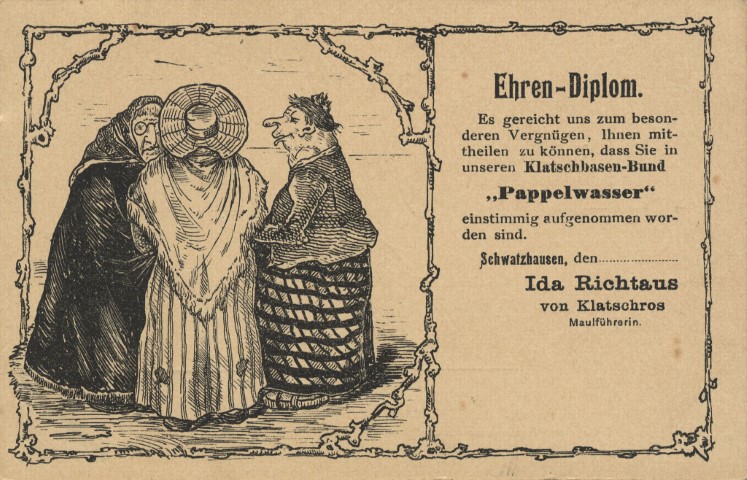 Ehren-Diplom.
Es gereicht uns zum beson-
deren Vergnügen, Ihnen mit-
theilen zu können, dass Sie in
unseren Klatschbasen-Bund
„Pappelwasser“
einstimmig aufgenommen wor-
den sind.
Schwatzhausen, den....................
Ida Richtaus
von Klatschros
Maulführerin.